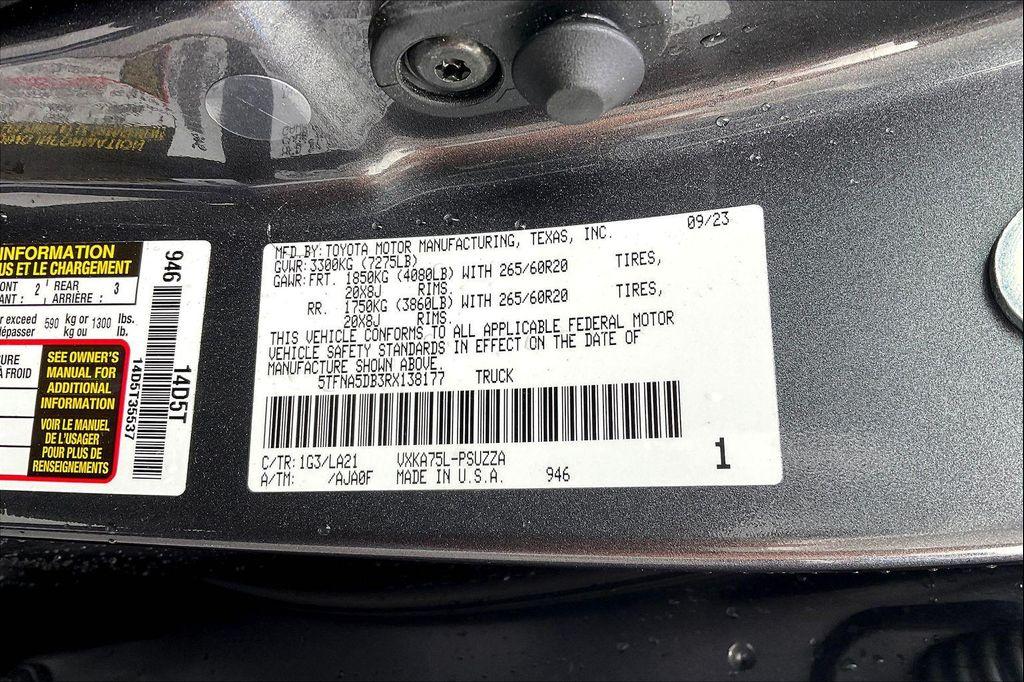 INFORMATION
US ET LE CHARGEMENT
ONT 2 REAR 3
ANT : ARRIÈRE :
r exceed 590 kg or 1300 lbs.
dépasser kg ou lb.
URE
À FROID
SEE OWNER'S
MANUAL FOR
ADDITIONAL
INFORMATION
VOIR LE MANUEL
DE L'USAGER
POUR PLUS DE
RENSEIGNEMENTS
946
14D5T35537
14D5T
MFD.BY:TOYOTA MOTOR MANUFACTURING, TEXAS, INC. 09/23
GVWR:3300KG (7275LB)
GAWR:FRT. 1850KG (4080LB) WITH 265/60R20 TIRES,
20X8J RIMS.
RR. 1750KG (3860LB) WITH 265/60R20 TIRES,
20X8J RIMS.
THIS VEHICLE CONFORMS TO ALL APPLICABLE FEDERAL MOTOR
VEHICLE SAFETY STANDARDS IN EFFECT ON THE DATE OF
MANUFACTURE SHOWN ABOVE.
5TFNA5DB3RX138177 TRUCK
C/TR:1G3/LA21 VXKA75L-PSUZZA
A/TM: /AJA0F MADE IN U.S.A. 946
1